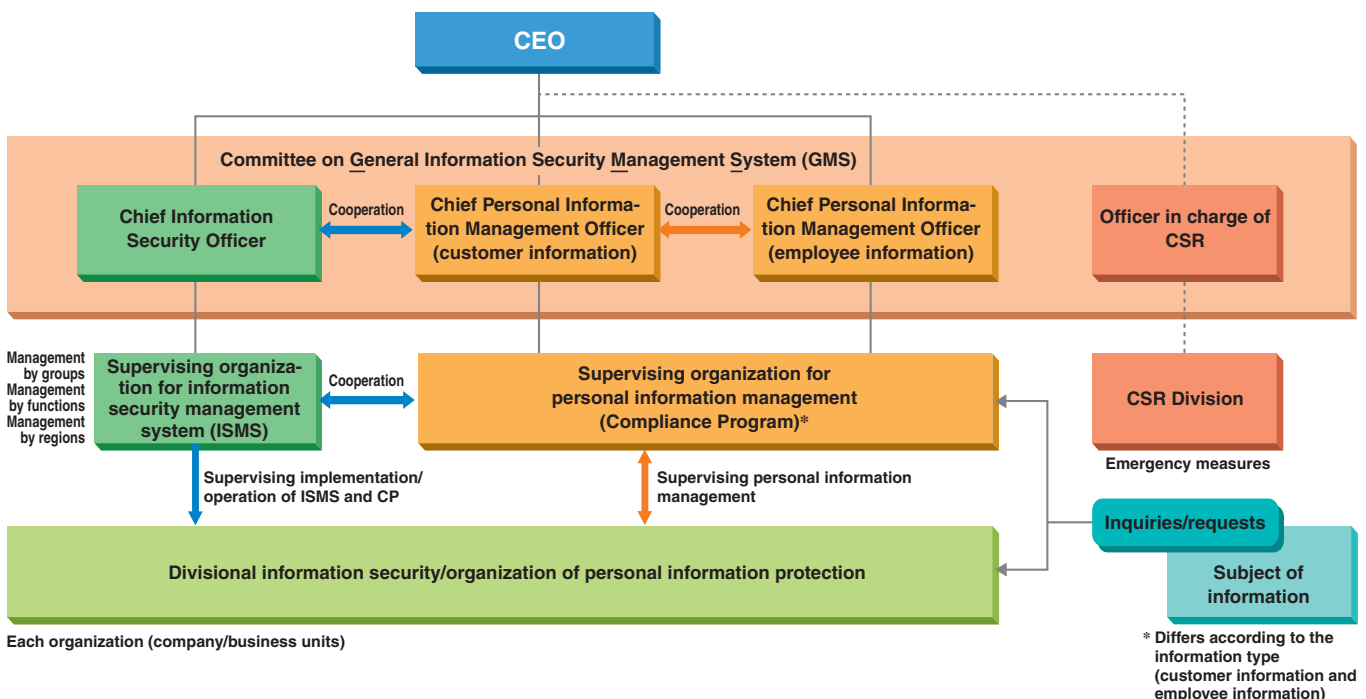 CEO
Committee on General Information Security Management System (GMS)
Chief Information
Security Officer
Cooperation
Chief Personal Informa-
tion Management Officer
(customer information)
Cooperation
Chief Personal Informa-
tion Management Officer
(employee information)
Officer in charge of
CSR
Management
by groups
Management
by functions
Management
by regions
Supervising organiza-
tion for information
security management
system (ISMS)
Cooperation
Supervising organization for
personal information management
(Compliance Program)*
CSR Division
Emergency measures
Supervising implementation/
operation of ISMS and CP
Supervising personal information
management
Inquiries/requests
Subject of
information
Divisional information security/organization of personal information protection
Each organization (company/business units)
* Differs according to the
information type
(customer information and
employee information)